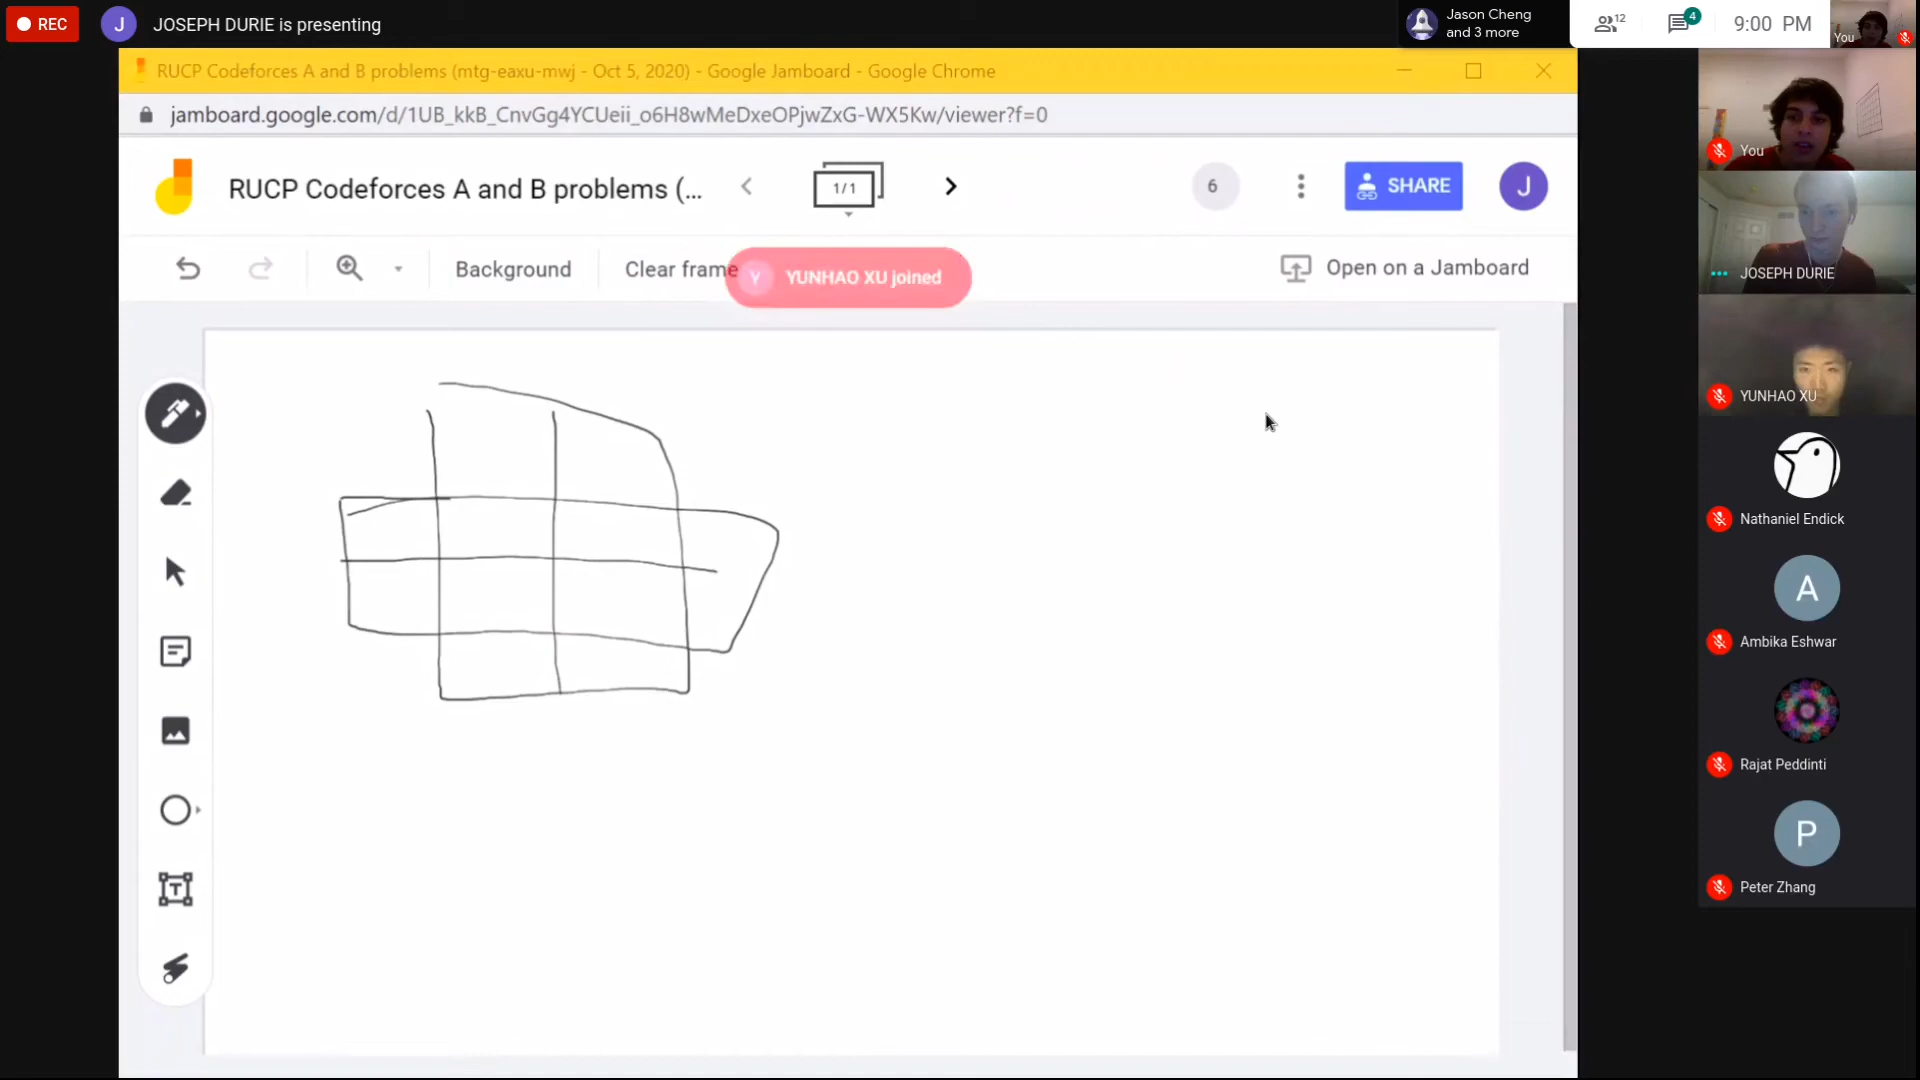 REC
J
JOSEPH DURIE is presenting
Jason Cheng
and 3 more
12
4
9:00 PM
You
RUCP Codeforces A and B problems (mtg-eaxu-mwj - Oct 5, 2020) - Google Jamboard - Google Chrome
jamboard.google.com/d/1UB_kkB_CnvGg4YCUeii_o6H8wMeDxeOPjwZxG-WX5Kw/viewer?f=0
RUCP Codeforces A and B problems (...
1/1
6
SHARE
J
Background
Clear frame
Y
YUNHAO XU joined
Open on a Jamboard
T
You
JOSEPH DURIE
YUNHAO XU
Nathaniel Endick
A
Ambika Eshwar
Rajat Peddinti
P
Peter Zhang